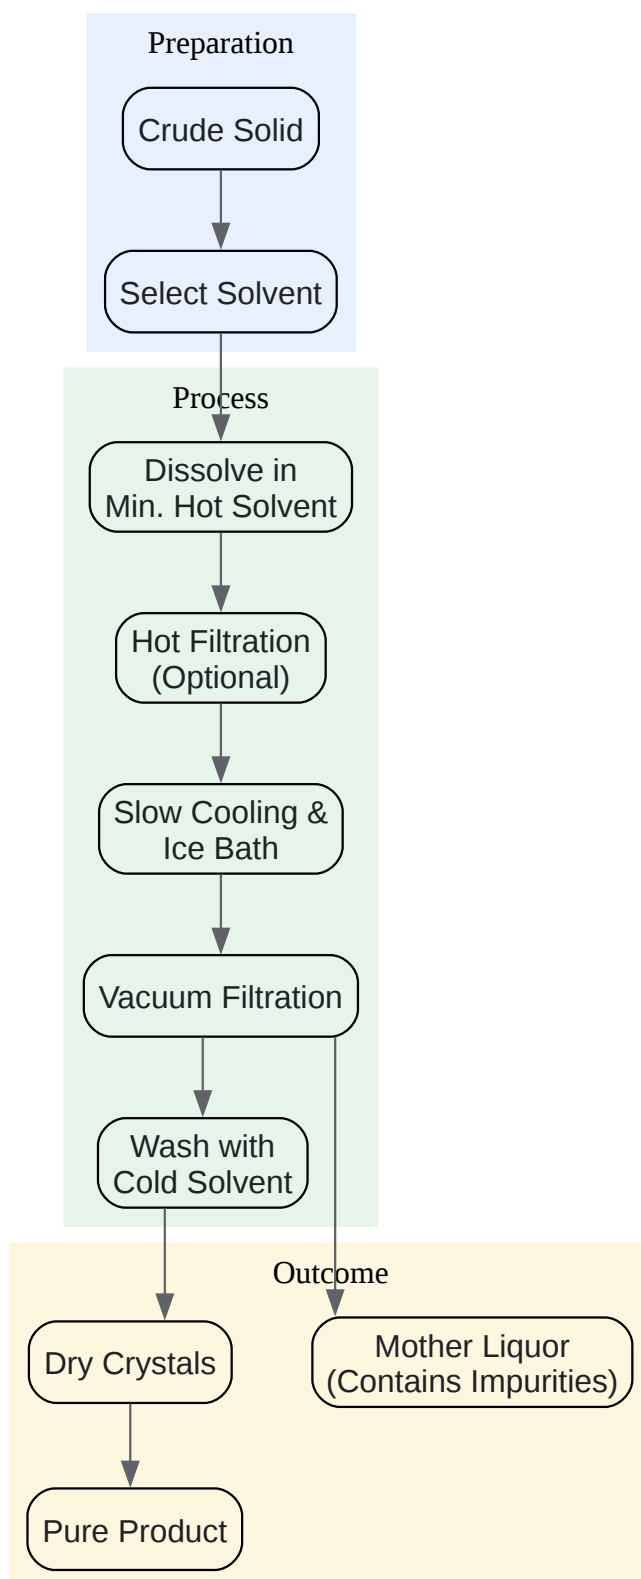 Preparation
Crude Solid
Select Solvent
Process
Dissolve in
Min. Hot Solvent
Hot Filtration
(Optional)
Slow Cooling &
Ice Bath
Vacuum Filtration
Wash with
Cold Solvent
Outcome
Dry Crystals
Mother Liquor
(Contains Impurities)
Pure Product